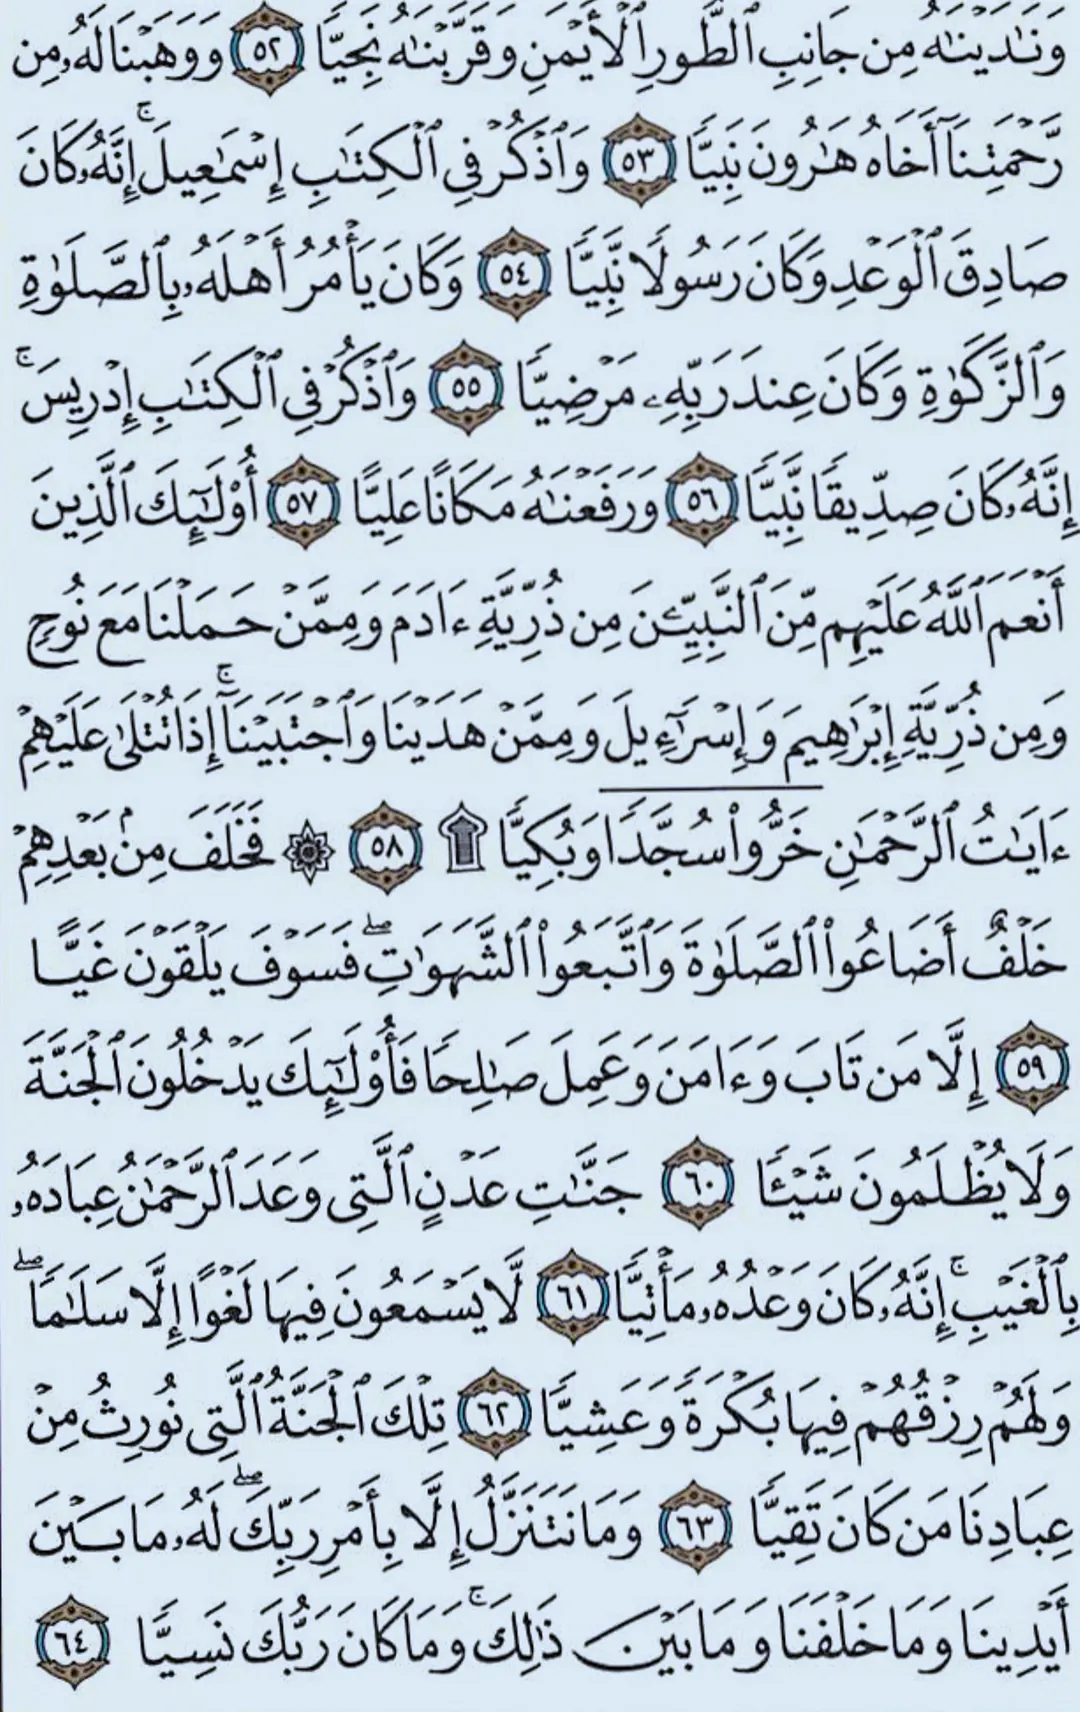 وَنَٰدَيْنَٰهُ مِن جَانِبِ ٱلطُّورِ ٱلْأَيْمَنِ وَقَرَّبْنَٰهُ نَجِيًّا ٥٢ وَوَهَبْنَا لَهُۥ مِن
رَّحْمَتِنَآ أَخَاهُ هَٰرُونَ نَبِيًّا ٥٣ وَٱذْكُرْ فِى ٱلْكِتَٰبِ إِسْمَٰعِيلَ ۚ إِنَّهُۥ كَانَ
صَادِقَ ٱلْوَعْدِ وَكَانَ رَسُولًا نَّبِيًّا ٥٤ وَكَانَ يَأْمُرُ أَهْلَهُۥ بِٱلصَّلَوٰةِ
وَٱلزَّكَوٰةِ وَكَانَ عِندَ رَبِّهِۦ مَرْضِيًّا ٥٥ وَٱذْكُرْ فِى ٱلْكِتَٰبِ إِدْرِيسَ ۚ
إِنَّهُۥ كَانَ صِدِّيقًا نَّبِيًّا ٥٦ وَرَفَعْنَٰهُ مَكَانًا عَلِيًّا ٥٧ أُو۟لَٰٓئِكَ ٱلَّذِينَ
أَنْعَمَ ٱللَّهُ عَلَيْهِم مِّنَ ٱلنَّبِيِّۦنَ مِن ذُرِّيَّةِ ءَادَمَ وَمِمَّنْ حَمَلْنَا مَعَ نُوحٍ
وَمِن ذُرِّيَّةِ إِبْرَٰهِيمَ وَإِسْرَٰٓءِيلَ وَمِمَّنْ هَدَيْنَا وَٱجْتَبَيْنَآ ۚ إِذَا تُتْلَىٰ عَلَيْهِمْ
ءَايَٰتُ ٱلرَّحْمَٰنِ خَرُّوا۟ سُجَّدًا وَبُكِيًّا ۩ ٥٨ ۞ فَخَلَفَ مِنۢ بَعْدِهِمْ
خَلْفٌ أَضَاعُوا۟ ٱلصَّلَوٰةَ وَٱتَّبَعُوا۟ ٱلشَّهَوَٰتِ ۖ فَسَوْفَ يَلْقَوْنَ غَيًّا
٥٩ إِلَّا مَن تَابَ وَءَامَنَ وَعَمِلَ صَٰلِحًا فَأُو۟لَٰٓئِكَ يَدْخُلُونَ ٱلْجَنَّةَ
وَلَا يُظْلَمُونَ شَيْـًٔا ٦٠ جَنَّٰتِ عَدْنٍ ٱلَّتِى وَعَدَ ٱلرَّحْمَٰنُ عِبَادَهُۥ
بِٱلْغَيْبِ ۚ إِنَّهُۥ كَانَ وَعْدُهُۥ مَأْتِيًّا ٦١ لَّا يَسْمَعُونَ فِيهَا لَغْوًا إِلَّا سَلَٰمًا ۖ
وَلَهُمْ رِزْقُهُمْ فِيهَا بُكْرَةً وَعَشِيًّا ٦٢ تِلْكَ ٱلْجَنَّةُ ٱلَّتِى نُورِثُ مِنْ
عِبَادِنَا مَن كَانَ تَقِيًّا ٦٣ وَمَا نَتَنَزَّلُ إِلَّا بِأَمْرِ رَبِّكَ ۖ لَهُۥ مَا بَيْنَ
أَيْدِينَا وَمَا خَلْفَنَا وَمَا بَيْنَ ذَٰلِكَ ۚ وَمَا كَانَ رَبُّكَ نَسِيًّا ٦٤